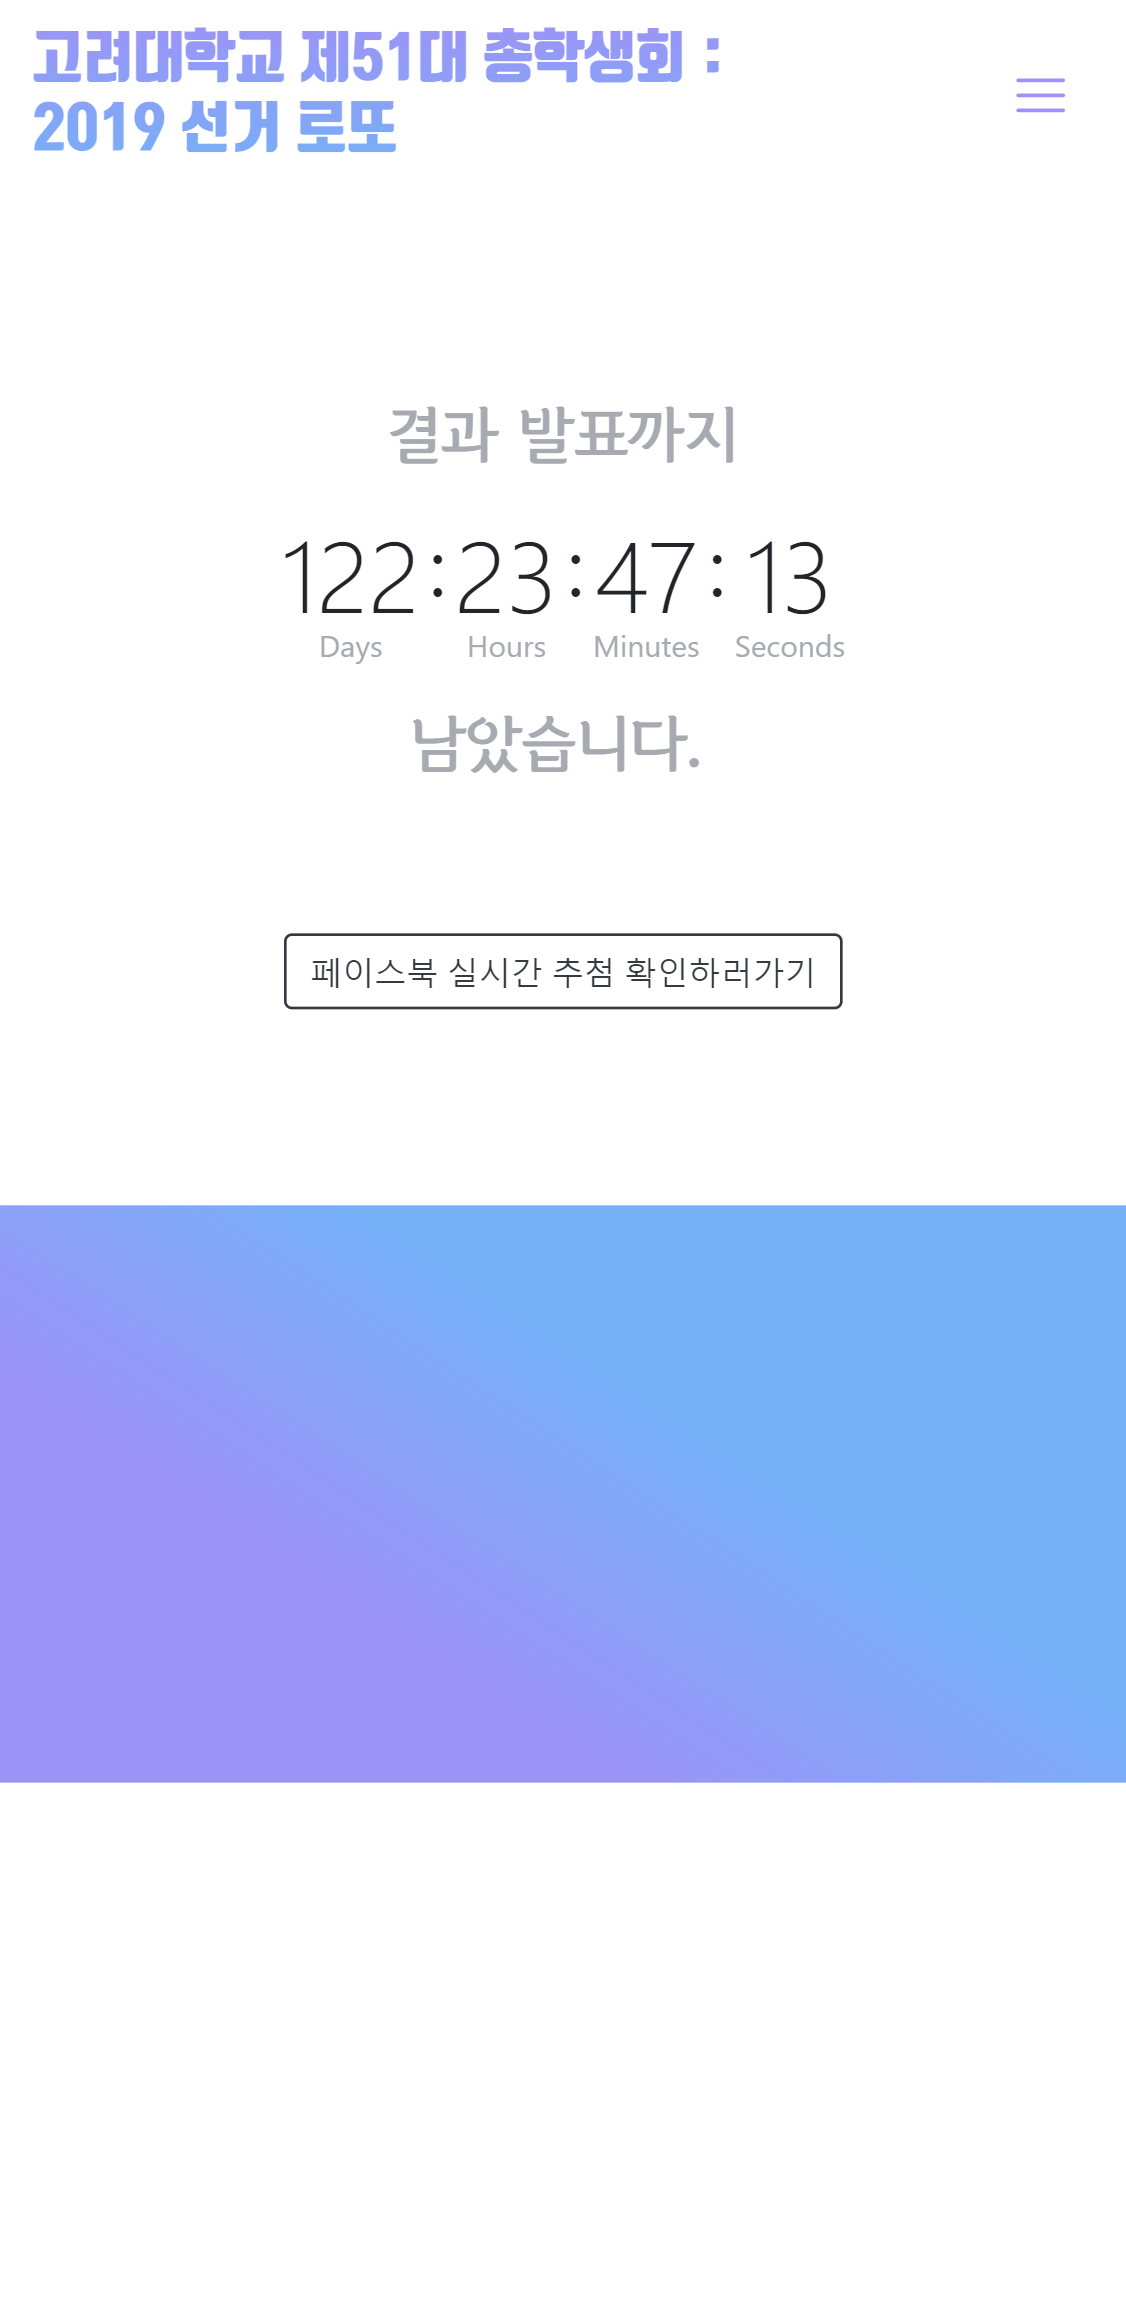 고려대학교 제51대 총학생회 :
2019 선거 로또
결과 발표까지
122 : 23 : 47 : 13
Days Hours Minutes Seconds
남았습니다.
페이스북 실시간 추첨 확인하러가기